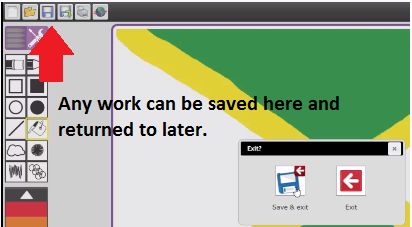 Any work can be saved here and
returned to later.
Exit?
Save & exit
Exit